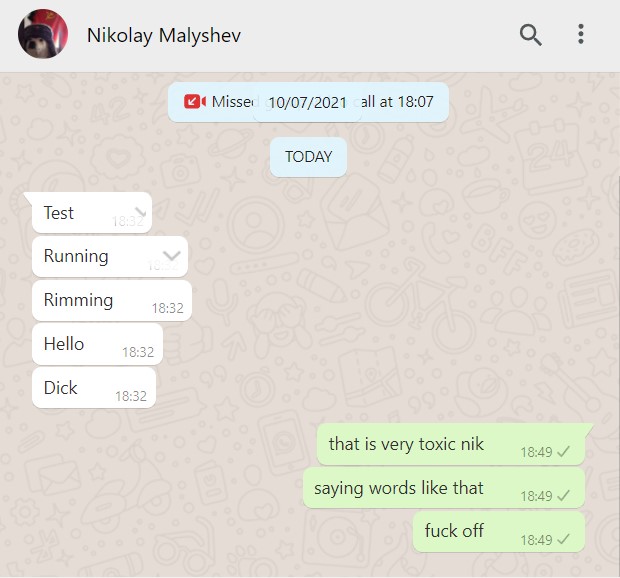 Nikolay Malyshev
Missed 10/07/2021 all at 18:07
TODAY
Test 18:32
Running
Rimming 18:32
Hello 18:32
Dick 18:32
that is very toxic nik 18:49
saying words like that 18:49
fuck off 18:49